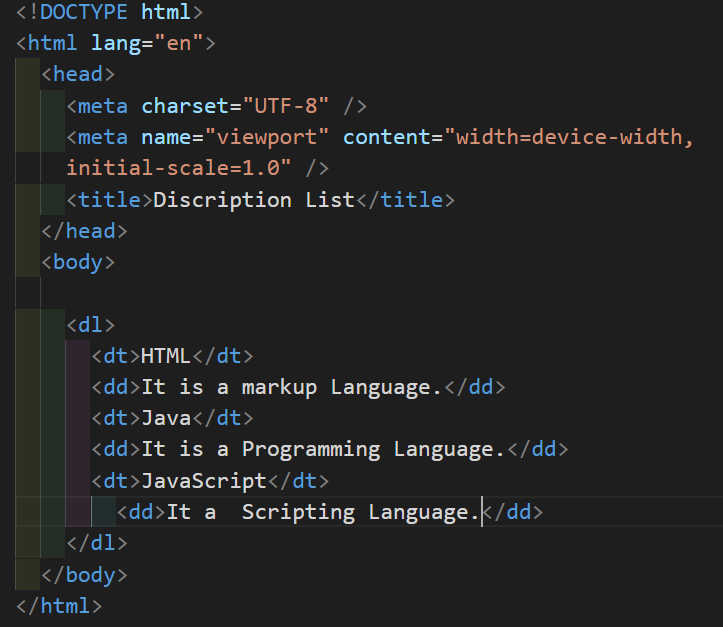 <!DOCTYPE html>
<html lang="en">
  <head>
    <meta charset="UTF-8" />
    <meta name="viewport" content="width=device-width,
    initial-scale=1.0" />
    <title>Discription List</title>
  </head>
  <body>

    <dl>
      <dt>HTML</dt>
      <dd>It is a markup Language.</dd>
      <dt>Java</dt>
      <dd>It is a Programming Language.</dd>
      <dt>JavaScript</dt>
        <dd>It a  Scripting Language.</dd>
    </dl>
  </body>
</html>